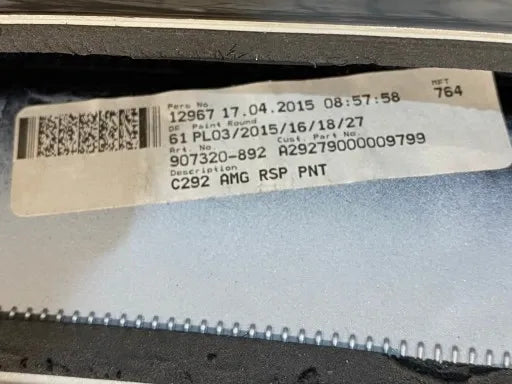 Pers No MFT
12967 17.04.2015 08:57:58 764
OF Paint Round
61 PL03/2015/16/18/27
Art. No. Cust. Part No.
907320-892 A29279000009799
Description
C292 AMG RSP PNT